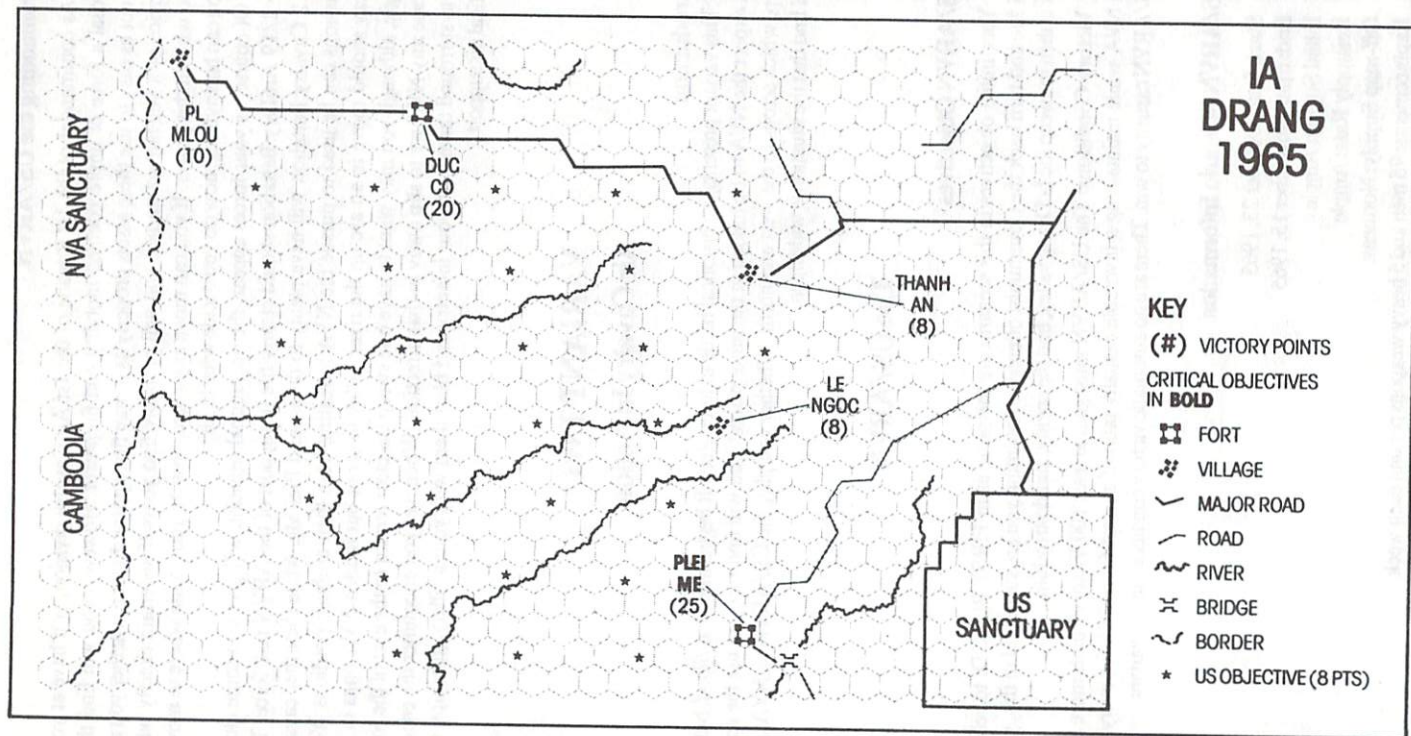 IA
DRANG
1965
NVA SANCTUARY
CAMBODIA
PL
MLOU
(10)
DUC
CO
(20)
THANH
AN
(8)
LE
NGOC
(8)
PLEI
ME
(25)
US
SANCTUARY
KEY
(#) VICTORY POINTS
CRITICAL OBJECTIVES
IN BOLD
FORT
VILLAGE
MAJOR ROAD
ROAD
RIVER
BRIDGE
BORDER
* US OBJECTIVE (8 PTS)